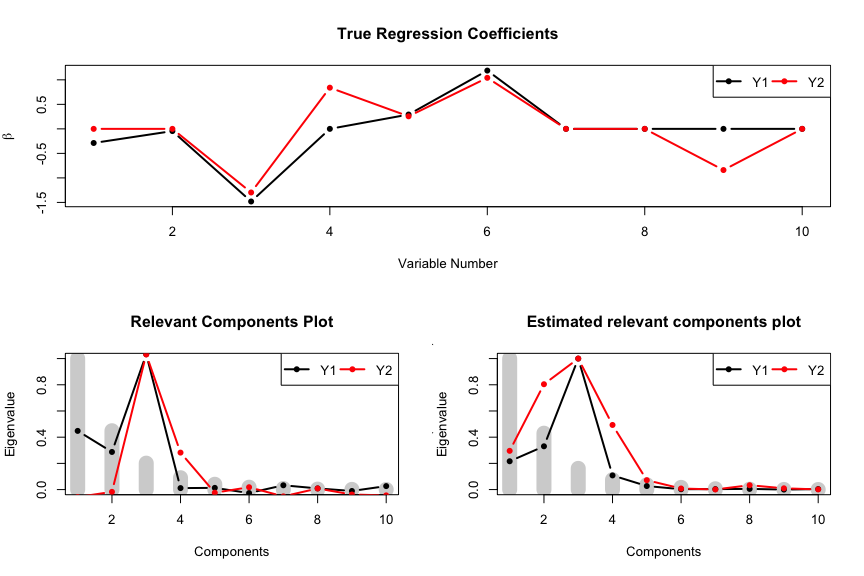 True Regression Coefficients
Y1 Y2
β
0.5
-0.5
-1.5
2 4 6 8 10
Variable Number
Relevant Components Plot
Y1 Y2
Eigenvalue
0.8
0.4
0.0
2 4 6 8 10
Components
Estimated relevant components plot
Y1 Y2
Eigenvalue
0.8
0.4
0.0
2 4 6 8 10
Components